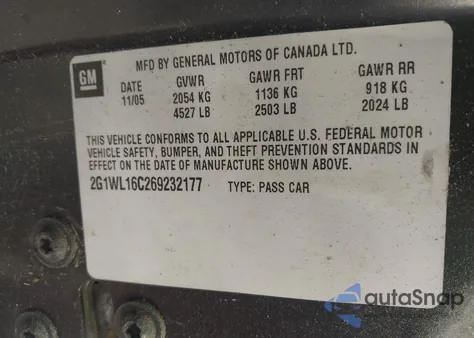 MFD BY GENERAL MOTORS OF CANADA LTD.
GM
DATE GVWR GAWR FRT GAWR RR
11/05 2054 KG 1136 KG 918 KG
4527 LB 2503 LB 2024 LB
THIS VEHICLE CONFORMS TO ALL APPLICABLE U.S. FEDERAL MOTOR
VEHICLE SAFETY, BUMPER, AND THEFT PREVENTION STANDARDS IN
EFFECT ON THE DATE OF MANUFACTURE SHOWN ABOVE.
2G1WL16C269232177 TYPE: PASS CAR
autaSnap